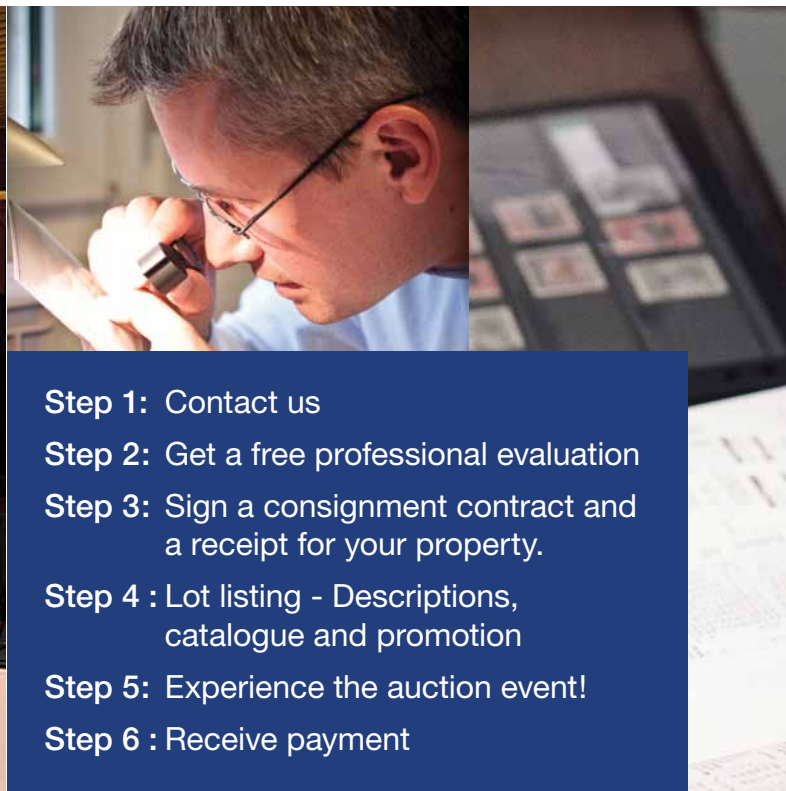 Step 1: Contact us
Step 2: Get a free professional evaluation
Step 3: Sign a consignment contract and
a receipt for your property.
Step 4 : Lot listing - Descriptions,
catalogue and promotion
Step 5: Experience the auction event!
Step 6 : Receive payment